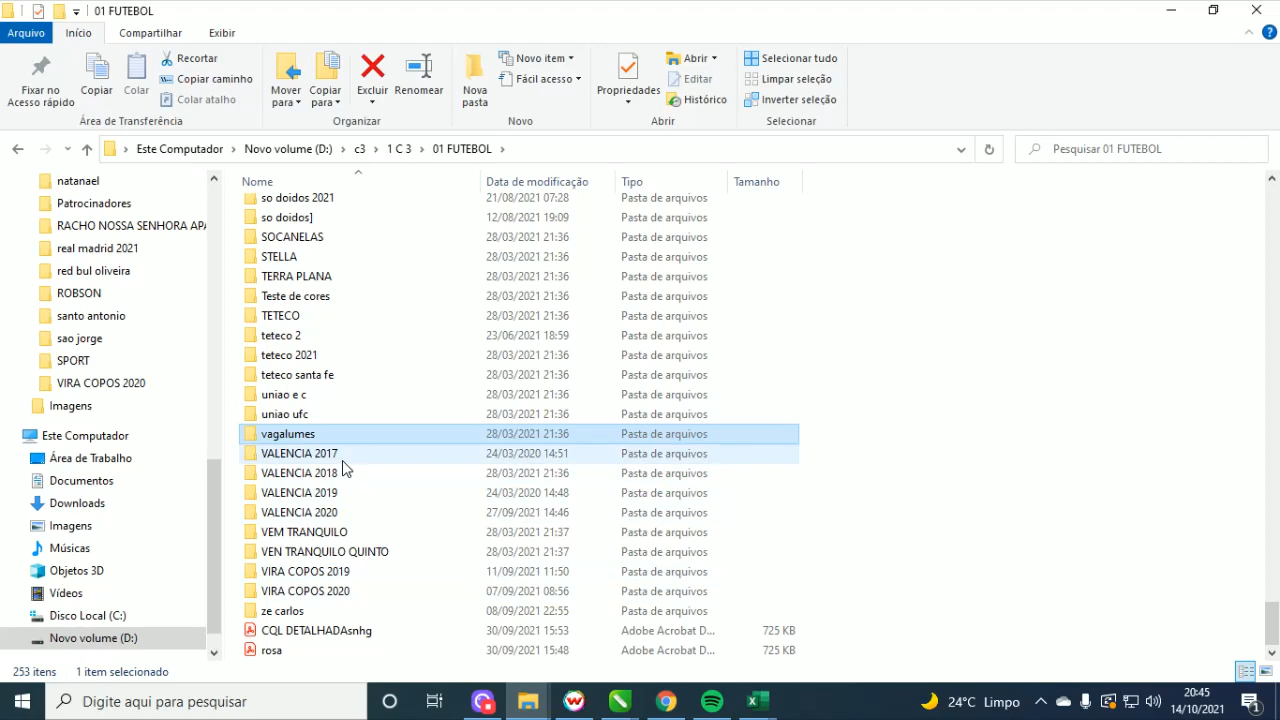 01 FUTEBOL
Arquivo Início Compartilhar Exibir
Fixar no Acesso rápido
Copiar
Colar
Recortar
Copiar caminho
Colar atalho
Área de Transferência
Mover para
Copiar para
Excluir
Renomear
Organizar
Nova pasta
Novo item
Fácil acesso
Novo
Propriedades
Abrir
Editar
Histórico
Abrir
Selecionar tudo
Limpar seleção
Inverter seleção
Selecionar
Este Computador > Novo volume (D:) > c3 > 1 C 3 > 01 FUTEBOL >
Pesquisar 01 FUTEBOL
natanael
Patrocinadores
RACHO NOSSA SENHORA APA
real madrid 2021
red bul oliveira
ROBSON
santo antonio
sao jorge
SPORT
VIRA COPOS 2020
Imagens
Este Computador
Área de Trabalho
Documentos
Downloads
Imagens
Músicas
Objetos 3D
Vídeos
Disco Local (C:)
Novo volume (D:)
Nome Data de modificação Tipo Tamanho
so doidos 2021 21/08/2021 07:28 Pasta de arquivos
so doidos] 12/08/2021 19:09 Pasta de arquivos
SOCANELAS 28/03/2021 21:36 Pasta de arquivos
STELLA 28/03/2021 21:36 Pasta de arquivos
TERRA PLANA 28/03/2021 21:36 Pasta de arquivos
Teste de cores 28/03/2021 21:36 Pasta de arquivos
TETECO 28/03/2021 21:36 Pasta de arquivos
teteco 2 23/06/2021 18:59 Pasta de arquivos
teteco 2021 28/03/2021 21:36 Pasta de arquivos
teteco santa fe 28/03/2021 21:36 Pasta de arquivos
uniao e c 28/03/2021 21:36 Pasta de arquivos
uniao ufc 28/03/2021 21:36 Pasta de arquivos
vagalumes 28/03/2021 21:36 Pasta de arquivos
VALENCIA 2017 24/03/2020 14:51 Pasta de arquivos
VALENCIA 2018 28/03/2021 21:36 Pasta de arquivos
VALENCIA 2019 24/03/2020 14:48 Pasta de arquivos
VALENCIA 2020 27/09/2021 14:46 Pasta de arquivos
VEM TRANQUILO 28/03/2021 21:37 Pasta de arquivos
VEN TRANQUILO QUINTO 28/03/2021 21:37 Pasta de arquivos
VIRA COPOS 2019 11/09/2021 11:50 Pasta de arquivos
VIRA COPOS 2020 07/09/2021 08:56 Pasta de arquivos
ze carlos 08/09/2021 22:55 Pasta de arquivos
CQL DETALHADAsnhg 30/09/2021 15:53 Adobe Acrobat D... 725 KB
rosa 30/09/2021 15:48 Adobe Acrobat D... 725 KB
253 itens 1 item selecionado
Digite aqui para pesquisar
24°C Limpo
20:45
14/10/2021
1